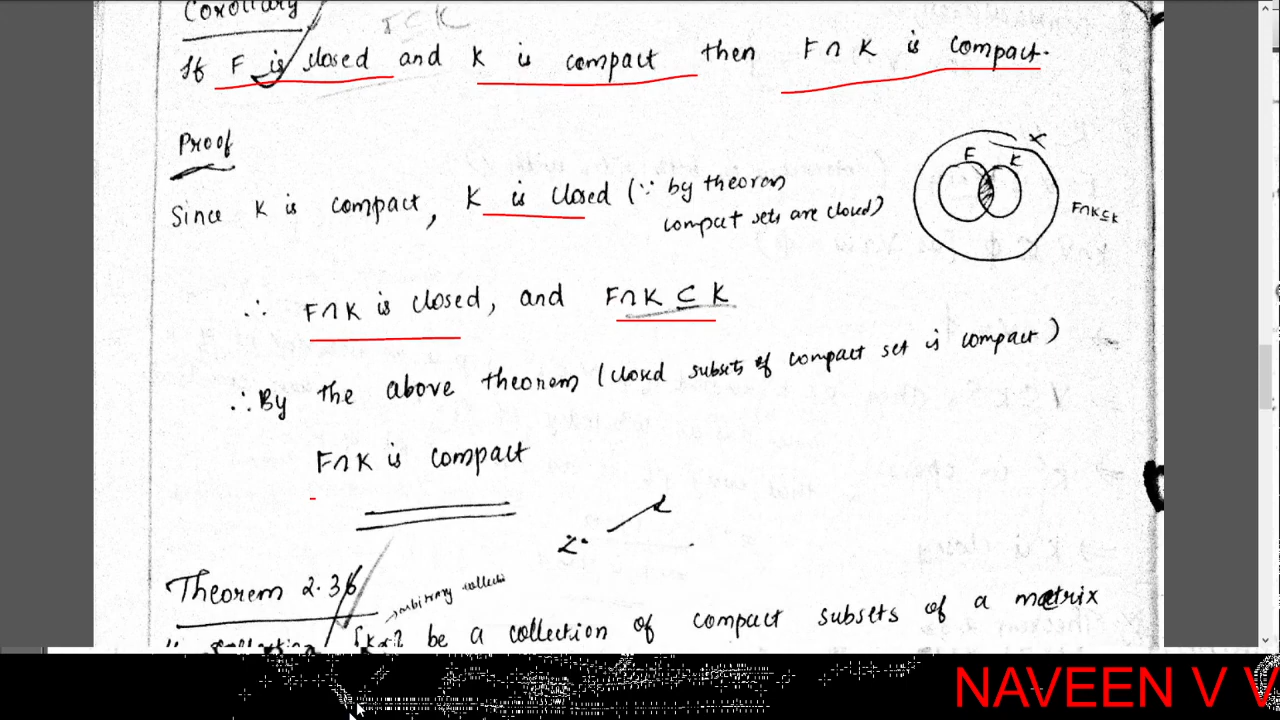 Corollary
If F is closed and K is compact then F∩K is compact.
Proof
Since K is compact, K is closed (∵ by theorem
compact sets are closed)
X
F K
F∩K⊆K
∴ F∩K is closed, and F∩K ⊆ K
∴ By the above theorem (closed subsets of compact set is compact)
F∩K is compact
Theorem 2.36
→ arbitrary collecti
{Kα} be a collection of compact subsets of a matrix
NAVEEN V V